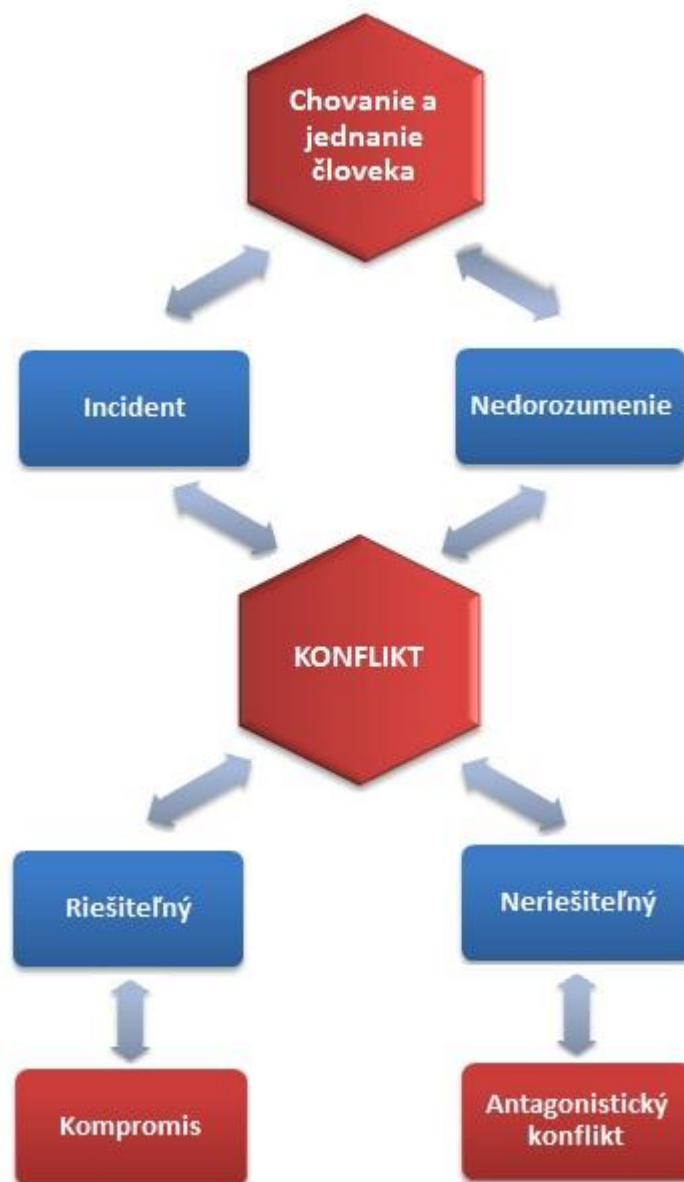 Chovanie a
jednanie
človeka
Incident
Nedorozumenie
KONFLIKT
Riešiteľný
Neriešiteľný
Kompromis
Antagonistický
konflikt